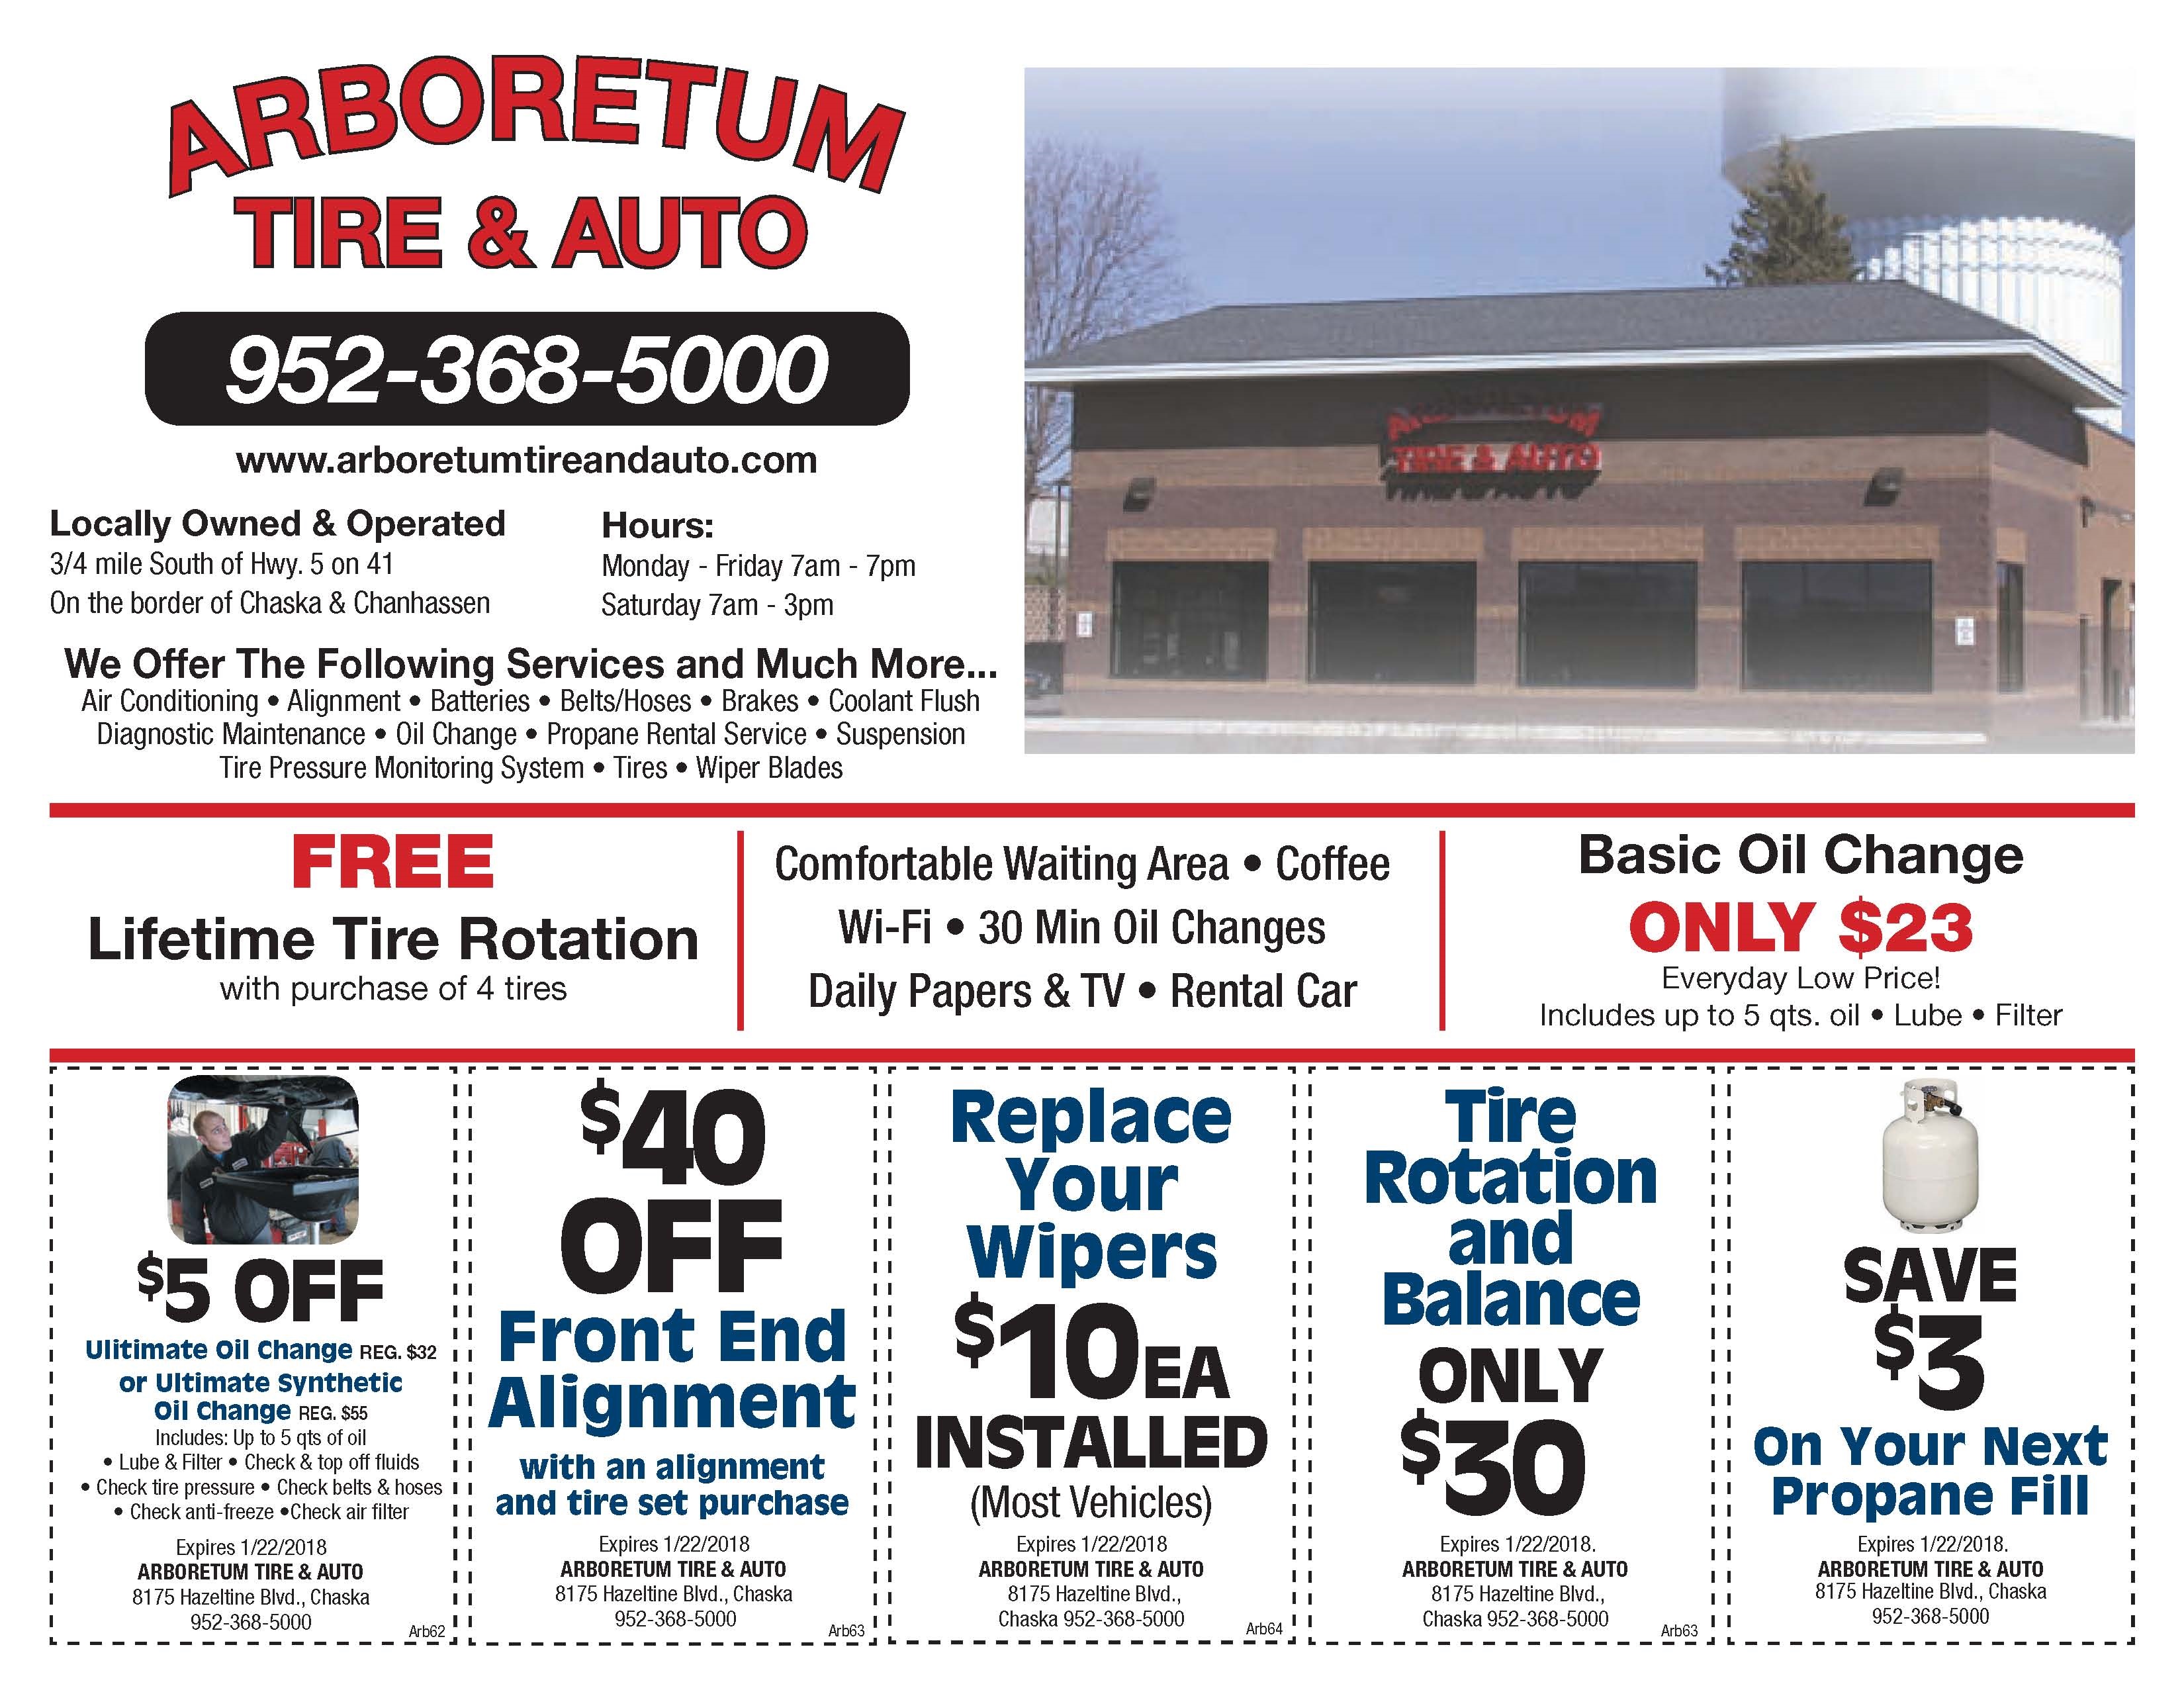 ARBORETUM
TIRE & AUTO
952-368-5000
www.arboretumtireandauto.com
Locally Owned & Operated
3/4 mile South of Hwy. 5 on 41
On the border of Chaska & Chanhassen
Hours:
Monday - Friday 7am - 7pm
Saturday 7am - 3pm
We Offer The Following Services and Much More...
Air Conditioning • Alignment • Batteries • Belts/Hoses • Brakes • Coolant Flush
Diagnostic Maintenance • Oil Change • Propane Rental Service • Suspension
Tire Pressure Monitoring System • Tires • Wiper Blades
TIRE & AUTO
FREE
Lifetime Tire Rotation
with purchase of 4 tires
Comfortable Waiting Area • Coffee
Wi-Fi • 30 Min Oil Changes
Daily Papers & TV • Rental Car
Basic Oil Change
ONLY $23
Everyday Low Price!
Includes up to 5 qts. oil • Lube • Filter
$5 OFF
Ulitimate Oil Change REG. $32
or Ultimate Synthetic
Oil Change REG. $55
Includes: Up to 5 qts of oil
• Lube & Filter • Check & top off fluids
• Check tire pressure • Check belts & hoses
• Check anti-freeze •Check air filter
Expires 1/22/2018
ARBORETUM TIRE & AUTO
8175 Hazeltine Blvd., Chaska
952-368-5000
Arb62
$40
OFF
Front End
Alignment
with an alignment
and tire set purchase
Expires 1/22/2018
ARBORETUM TIRE & AUTO
8175 Hazeltine Blvd., Chaska
952-368-5000
Arb63
Replace
Your
Wipers
$10EA
INSTALLED
(Most Vehicles)
Expires 1/22/2018
ARBORETUM TIRE & AUTO
8175 Hazeltine Blvd.,
Chaska 952-368-5000
Arb64
Tire
Rotation
and
Balance
ONLY
$30
Expires 1/22/2018.
ARBORETUM TIRE & AUTO
8175 Hazeltine Blvd.,
Chaska 952-368-5000
Arb63
SAVE
$3
On Your Next
Propane Fill
Expires 1/22/2018.
ARBORETUM TIRE & AUTO
8175 Hazeltine Blvd., Chaska
952-368-5000